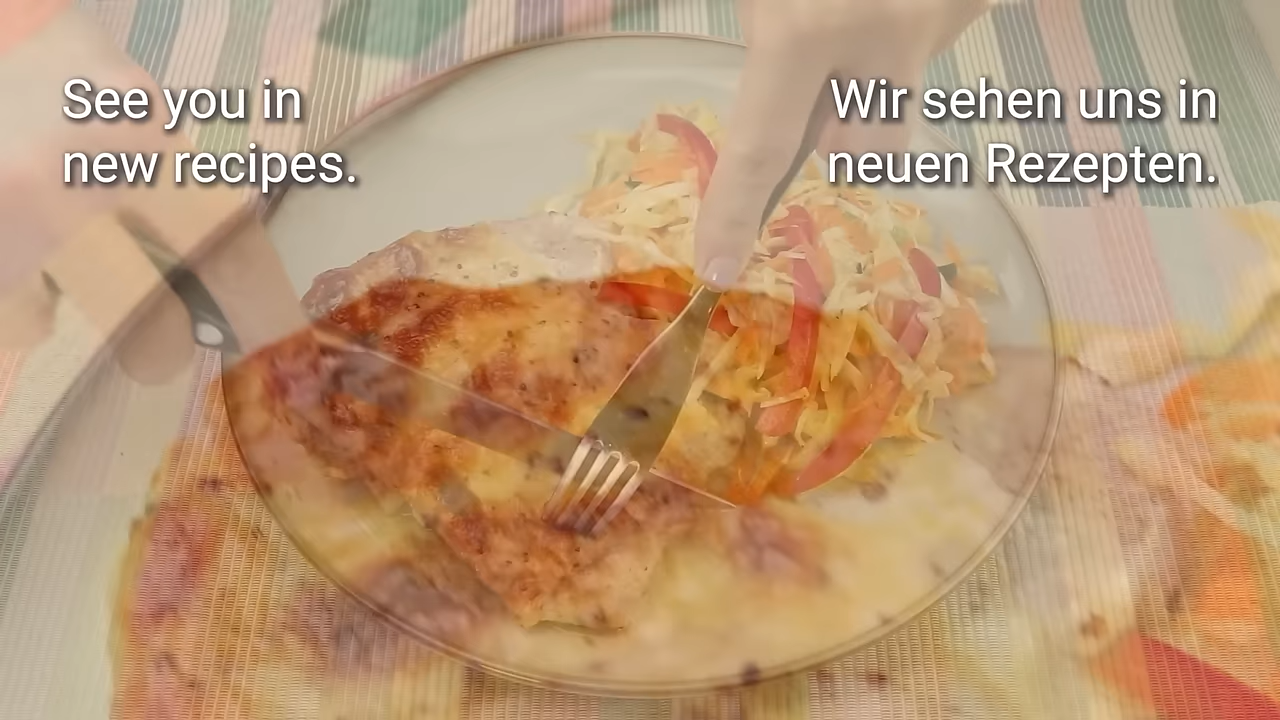 See you in
new recipes.
Wir sehen uns in
neuen Rezepten.